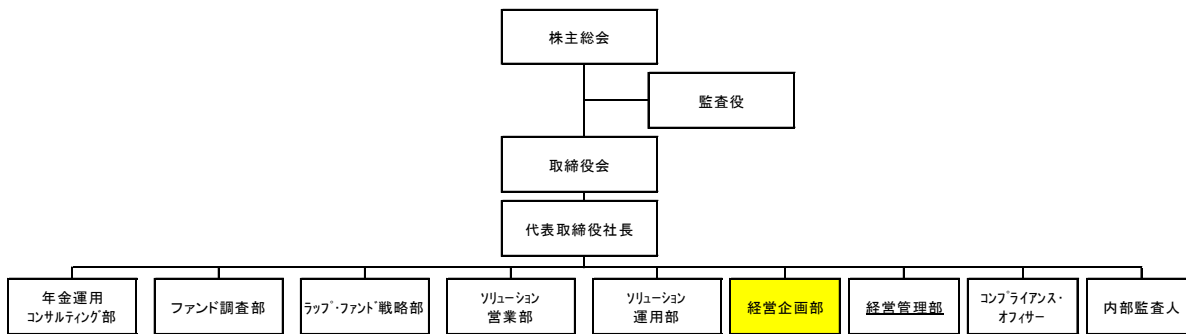 株主総会
監査役
取締役会
代表取締役社長
年金運用
コンサルティング部
ファンド調査部
ラップ・ファンド戦略部
ソリューション
営業部
ソリューション
運用部
経営企画部
経営管理部
コンプライアンス・
オフィサー
内部監査人